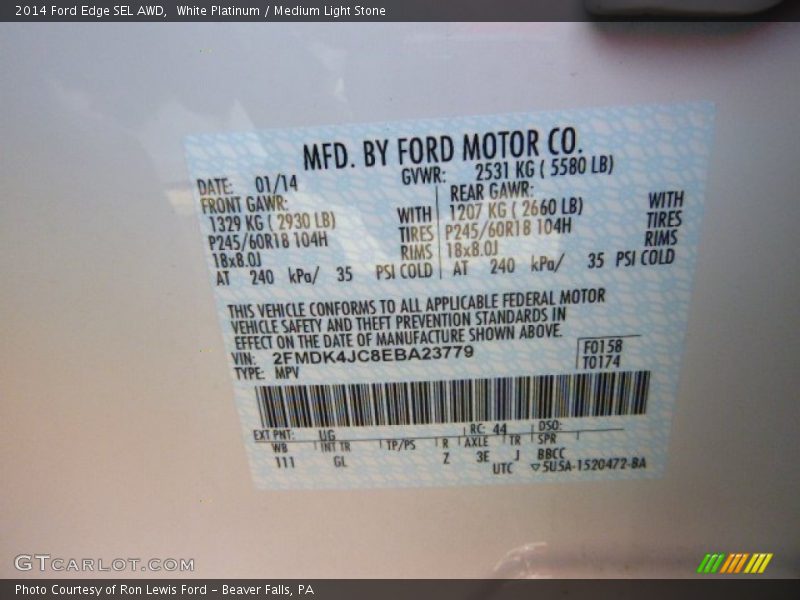 2014 Ford Edge SEL AWD, White Platinum / Medium Light Stone
MFD. BY FORD MOTOR CO.
DATE: 01/14 GVWR: 2531 KG ( 5580 LB)
FRONT GAWR: REAR GAWR:
1329 KG ( 2930 LB) WITH 1207 KG ( 2660 LB) WITH
P245/60R18 104H TIRES P245/60R18 104H TIRES
18x8.0J RIMS 18x8.0J RIMS
AT 240 kPa/ 35 PSI COLD AT 240 kPa/ 35 PSI COLD
THIS VEHICLE CONFORMS TO ALL APPLICABLE FEDERAL MOTOR
VEHICLE SAFETY AND THEFT PREVENTION STANDARDS IN
EFFECT ON THE DATE OF MANUFACTURE SHOWN ABOVE.
VIN: 2FMDK4JC8EBA23779 F0158
TYPE: MPV T0174
EXT PNT: UG RC: 44 DSO:
WB INT TR TP/PS R AXLE TR SPR
111 GL Z 3E J BBCC
UTC ▽5U5A-1520472-BA
GTCARLOT.COM
Photo Courtesy of Ron Lewis Ford - Beaver Falls, PA